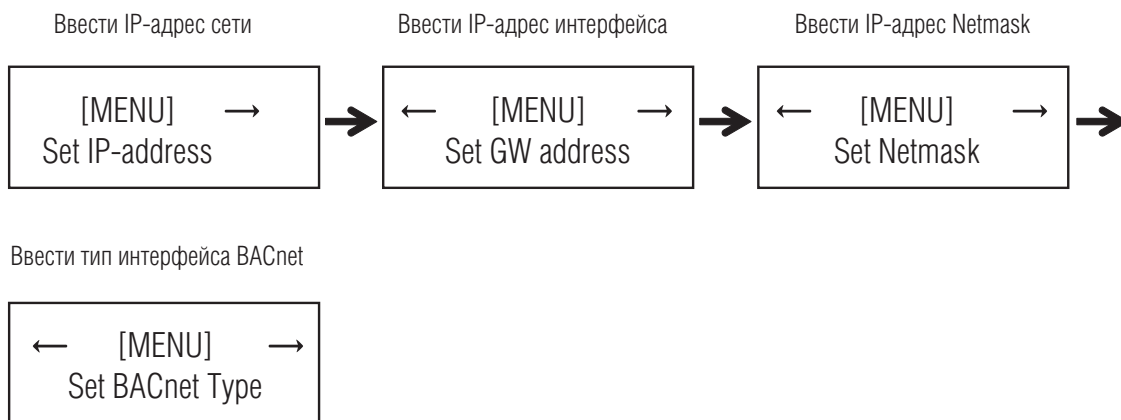 Ввести IP-адрес сети
Ввести IP-адрес интерфейса
Ввести IP-адрес Netmask
[MENU] →
Set IP-address
← [MENU] →
Set GW address
← [MENU] →
Set Netmask
Ввести тип интерфейса BACnet
← [MENU] →
Set BACnet Type